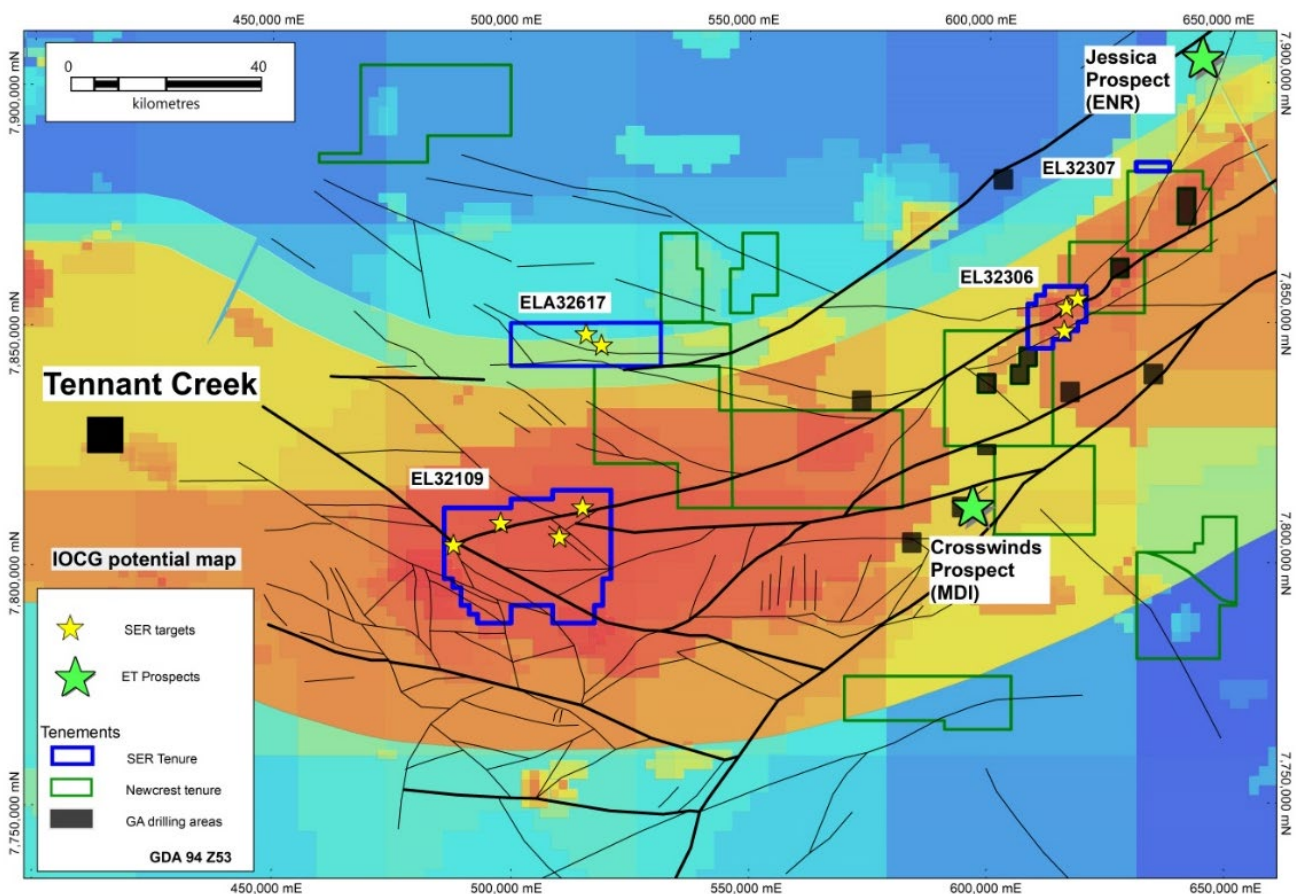 450,000 mE
500,000 mE
550,000 mE
600,000 mE
650,000 mE
0
40
kilometres
Jessica
Prospect
(ENR)
7,900,000 mN
7,900,000 mN
EL32307
EL32306
ELA32617
7,850,000 mN
7,850,000 mN
Tennant Creek
EL32109
IOCG potential map
Crosswinds
Prospect
(MDI)
7,800,000 mN
7,800,000 mN
SER targets
ET Prospects
Tenements
SER Tenure
Newcrest tenure
GA drilling areas
GDA 94 Z53
7,750,000 mN
7,750,000 mN
450,000 mE
500,000 mE
550,000 mE
600,000 mE
650,000 mE